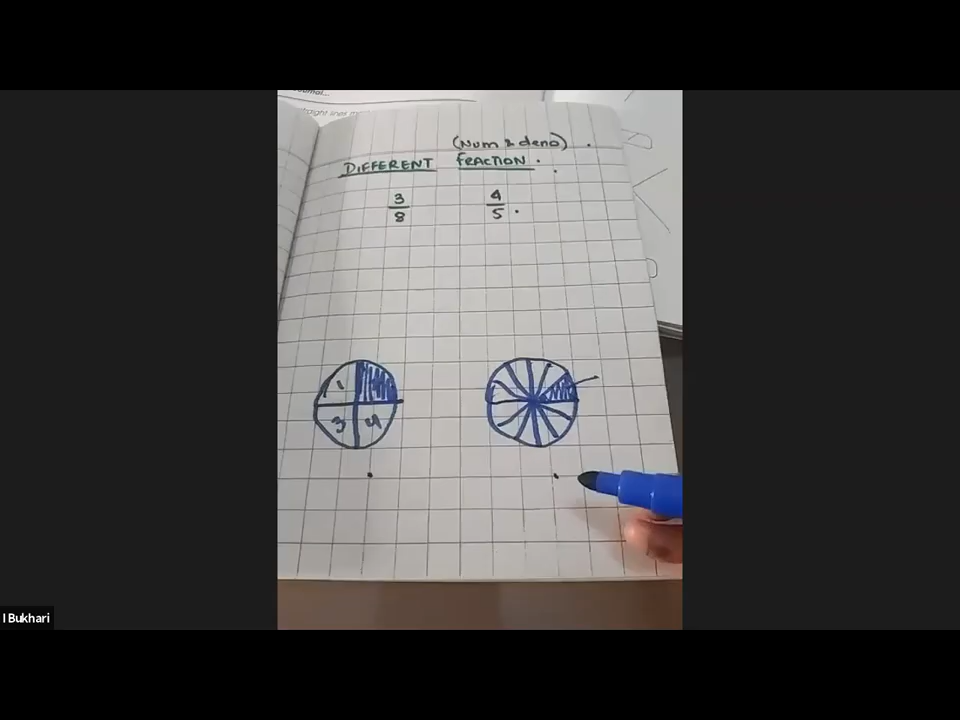 (Num & deno) .
DIFFERENT FRACTION .
3/8 4/5 .
1
3 4
I Bukhari